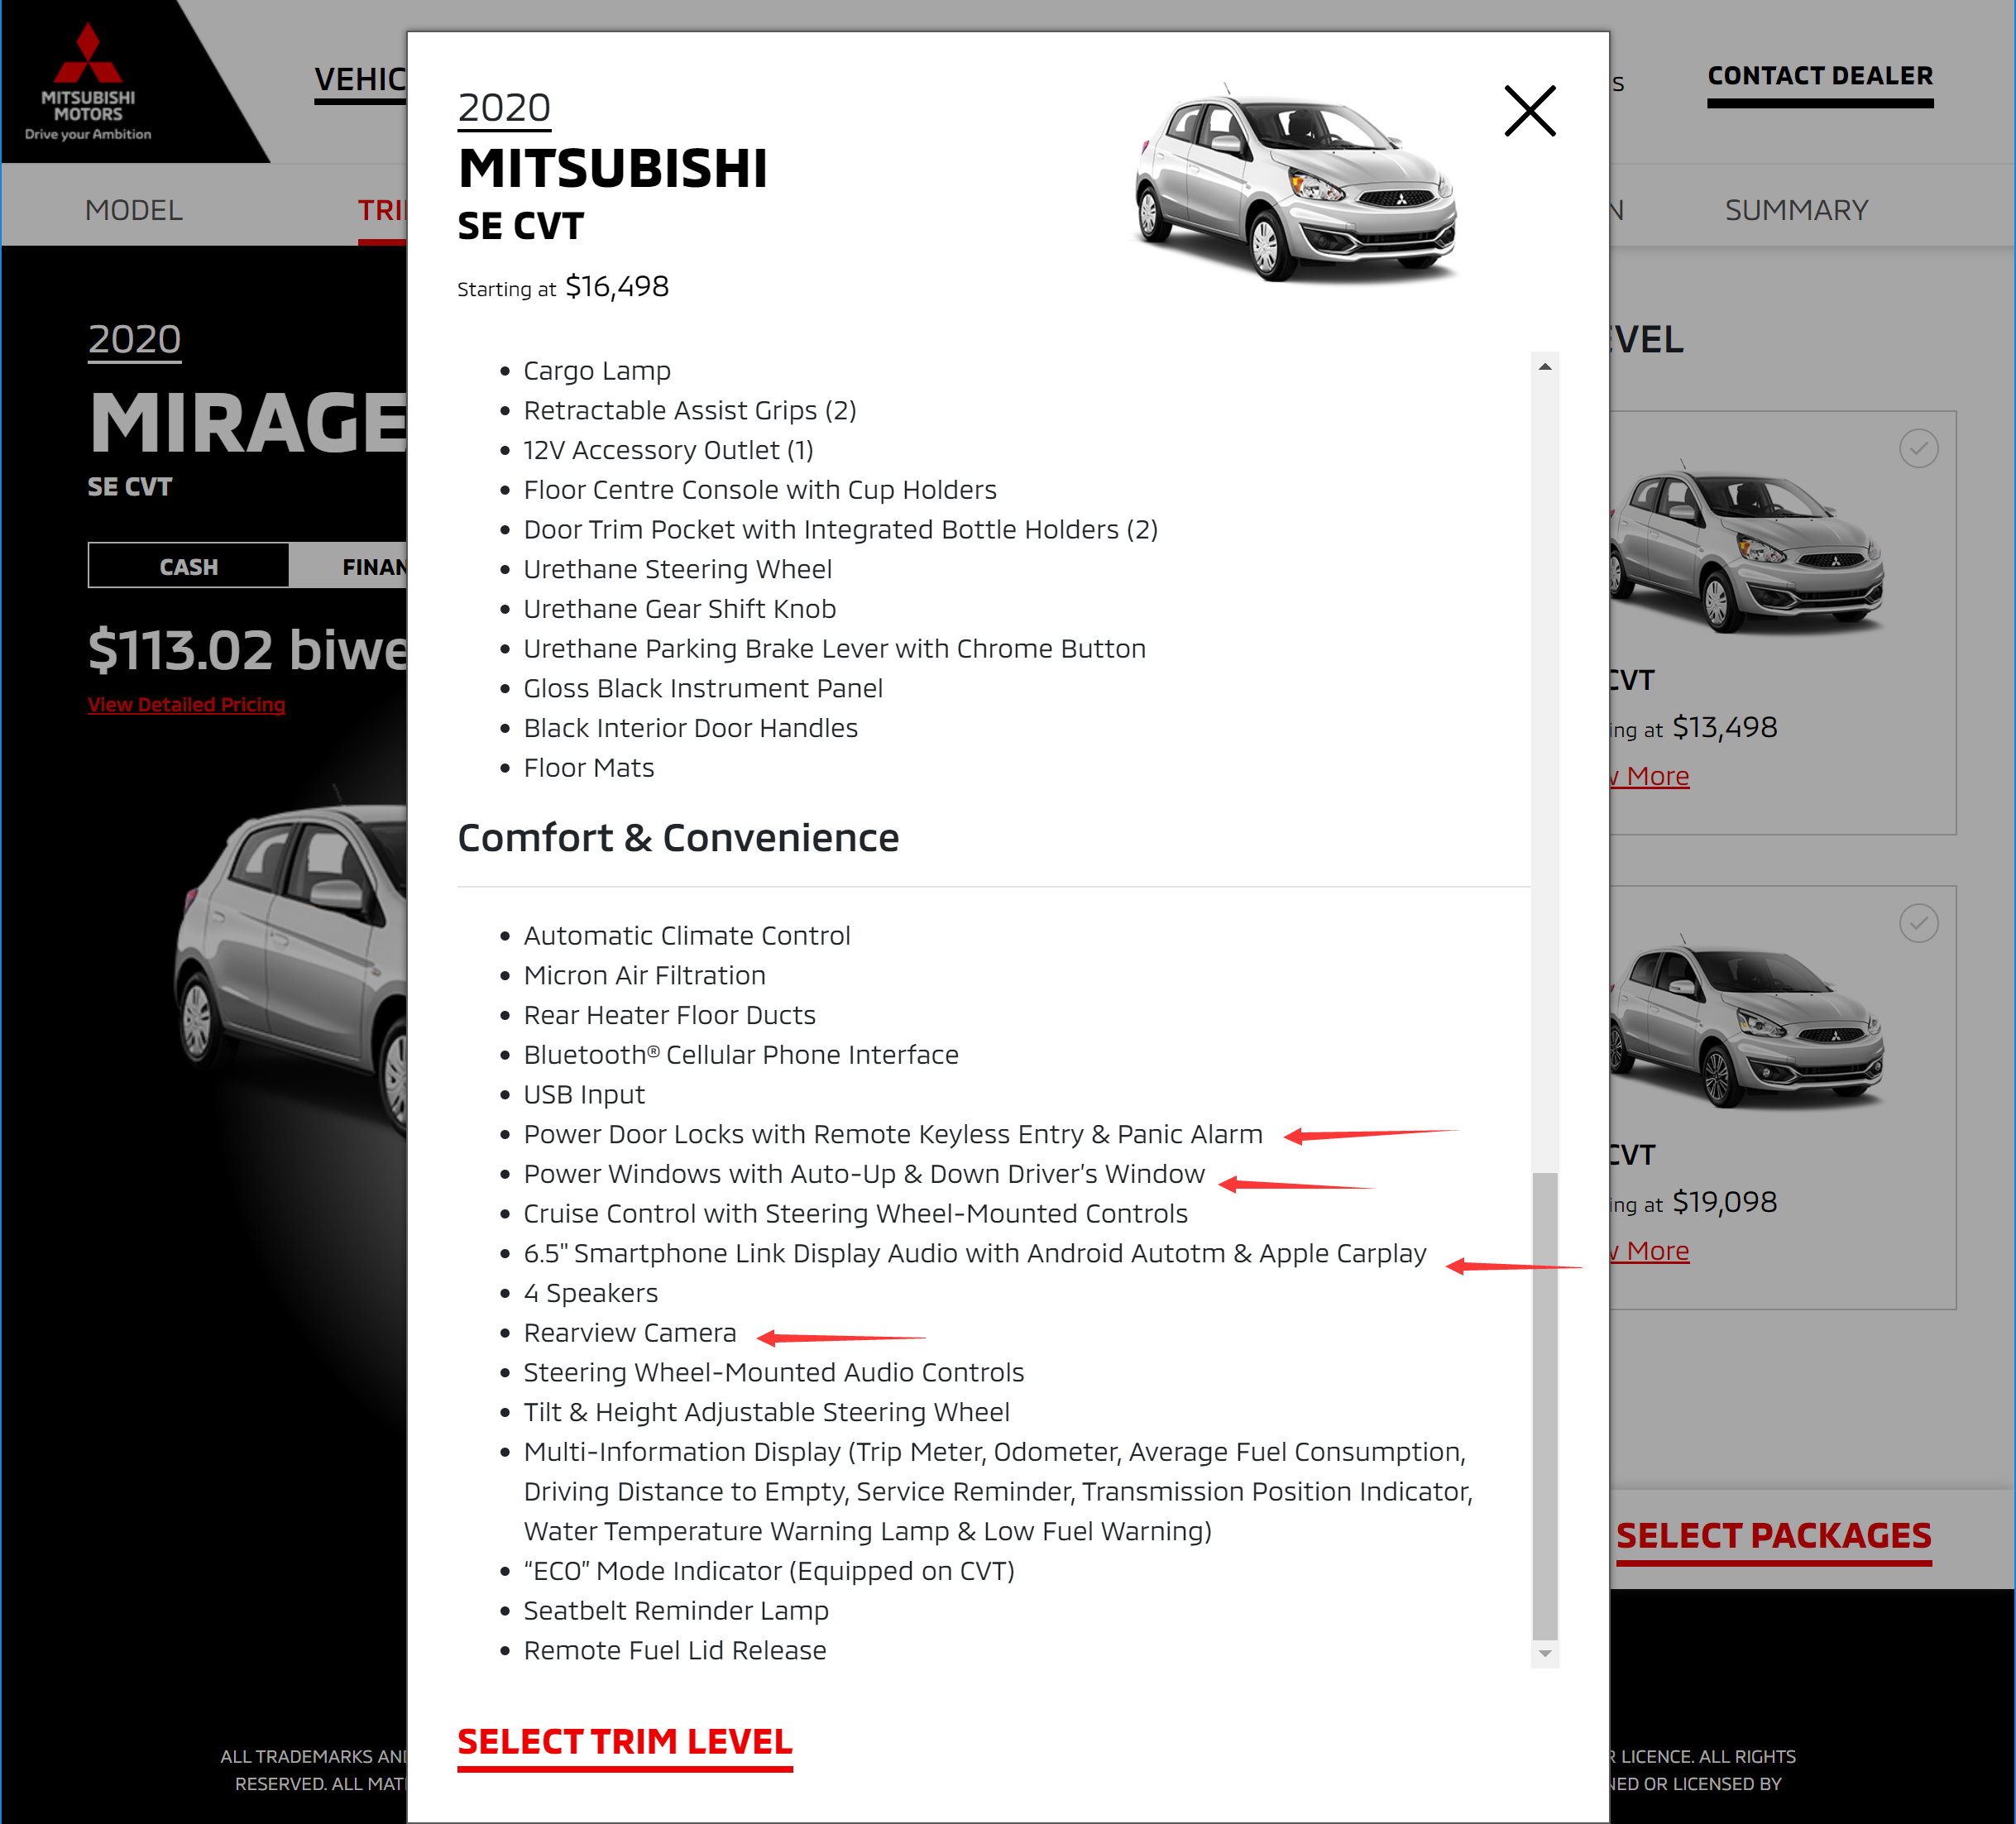 MITSUBISHI
MOTORS
Drive your Ambition
VEHIC
S
CONTACT DEALER
MODEL
TRI
N
SUMMARY
2020
MIRAGE
SE CVT
CASH
FINAN
$113.02 biwe
View Detailed Pricing
2020
MITSUBISHI
SE CVT
Starting at $16,498
• Cargo Lamp
• Retractable Assist Grips (2)
• 12V Accessory Outlet (1)
• Floor Centre Console with Cup Holders
• Door Trim Pocket with Integrated Bottle Holders (2)
• Urethane Steering Wheel
• Urethane Gear Shift Knob
• Urethane Parking Brake Lever with Chrome Button
• Gloss Black Instrument Panel
• Black Interior Door Handles
• Floor Mats
Comfort & Convenience
• Automatic Climate Control
• Micron Air Filtration
• Rear Heater Floor Ducts
• Bluetooth® Cellular Phone Interface
• USB Input
• Power Door Locks with Remote Keyless Entry & Panic Alarm
• Power Windows with Auto-Up & Down Driver’s Window
• Cruise Control with Steering Wheel-Mounted Controls
• 6.5" Smartphone Link Display Audio with Android Autotm & Apple Carplay
• 4 Speakers
• Rearview Camera
• Steering Wheel-Mounted Audio Controls
• Tilt & Height Adjustable Steering Wheel
• Multi-Information Display (Trip Meter, Odometer, Average Fuel Consumption,
Driving Distance to Empty, Service Reminder, Transmission Position Indicator,
Water Temperature Warning Lamp & Low Fuel Warning)
• “ECO” Mode Indicator (Equipped on CVT)
• Seatbelt Reminder Lamp
• Remote Fuel Lid Release
SELECT TRIM LEVEL
EVEL
CVT
ing at $13,498
w More
CVT
ing at $19,098
w More
SELECT PACKAGES
ALL TRADEMARKS AN
RESERVED. ALL MAT
R LICENCE. ALL RIGHTS
NED OR LICENSED BY